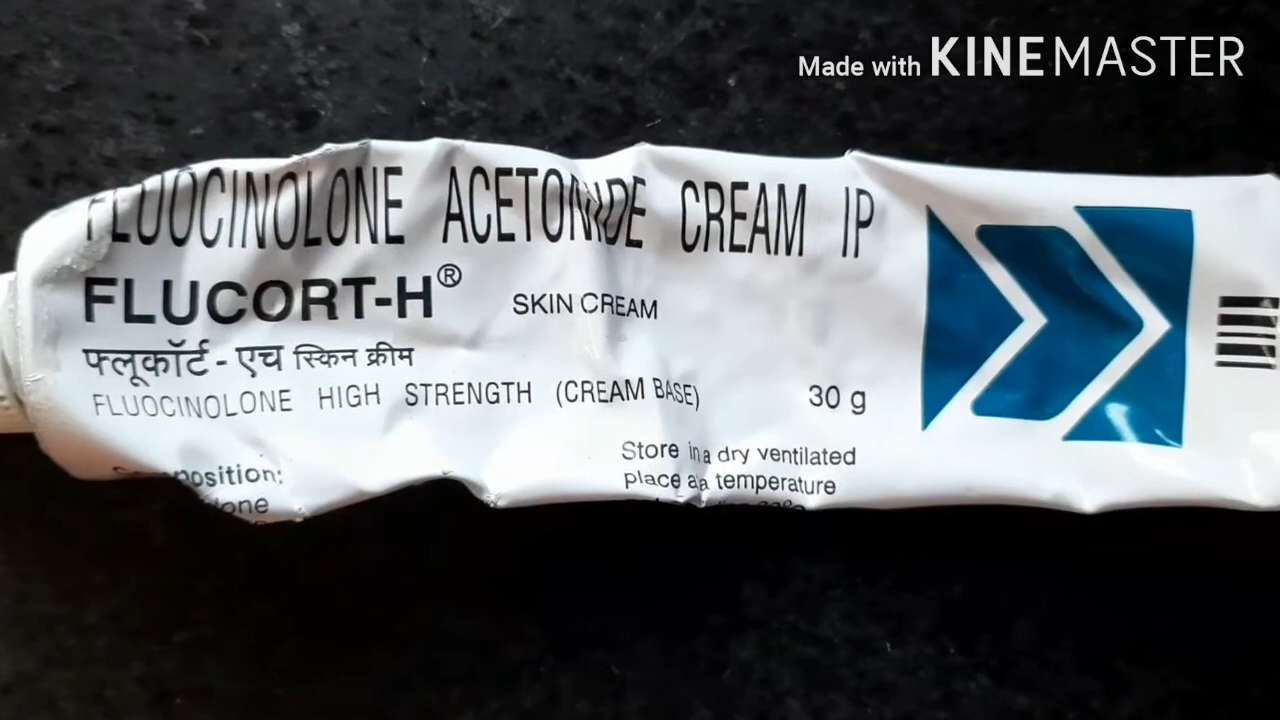 Made with KINEMASTER
FLUOCINOLONE ACETONIDE CREAM IP
FLUCORT-H® SKIN CREAM
फ्लूकॉर्ट - एच स्किन क्रीम
FLUOCINOLONE HIGH STRENGTH (CREAM BASE) 30 g
Store in a dry ventilated
place at a temperature